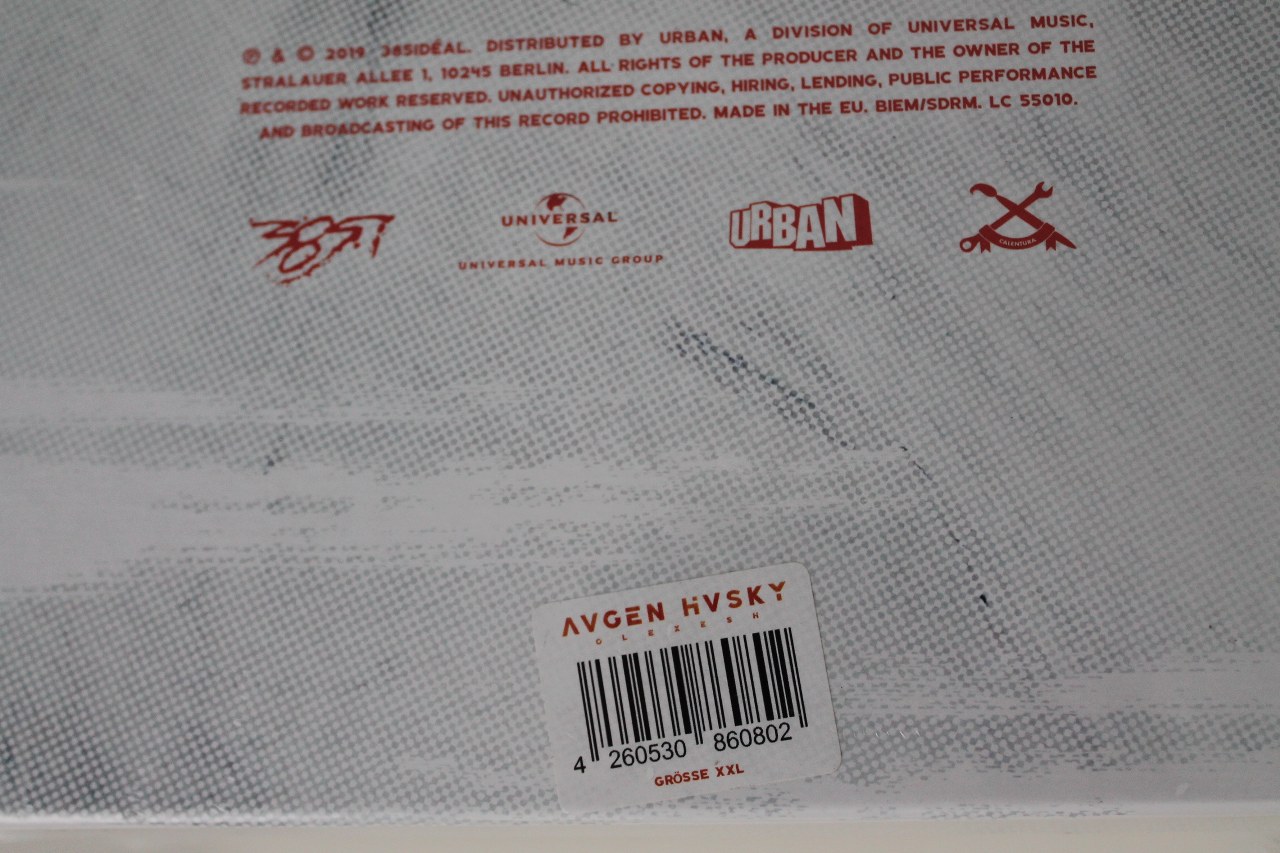 ℗ & © 2019 385IDÉAL. DISTRIBUTED BY URBAN, A DIVISION OF UNIVERSAL MUSIC,
STRALAUER ALLEE 1, 10245 BERLIN. ALL RIGHTS OF THE PRODUCER AND THE OWNER OF THE
RECORDED WORK RESERVED. UNAUTHORIZED COPYING, HIRING, LENDING, PUBLIC PERFORMANCE
AND BROADCASTING OF THIS RECORD PROHIBITED. MADE IN THE EU. BIEM/SDRM. LC 55010.
385I
UNIVERSAL
UNIVERSAL MUSIC GROUP
URBAN
CALENTURA
AVGEN HVSKY
OLEXESH
4 260530 860802
GRÖSSE XXL